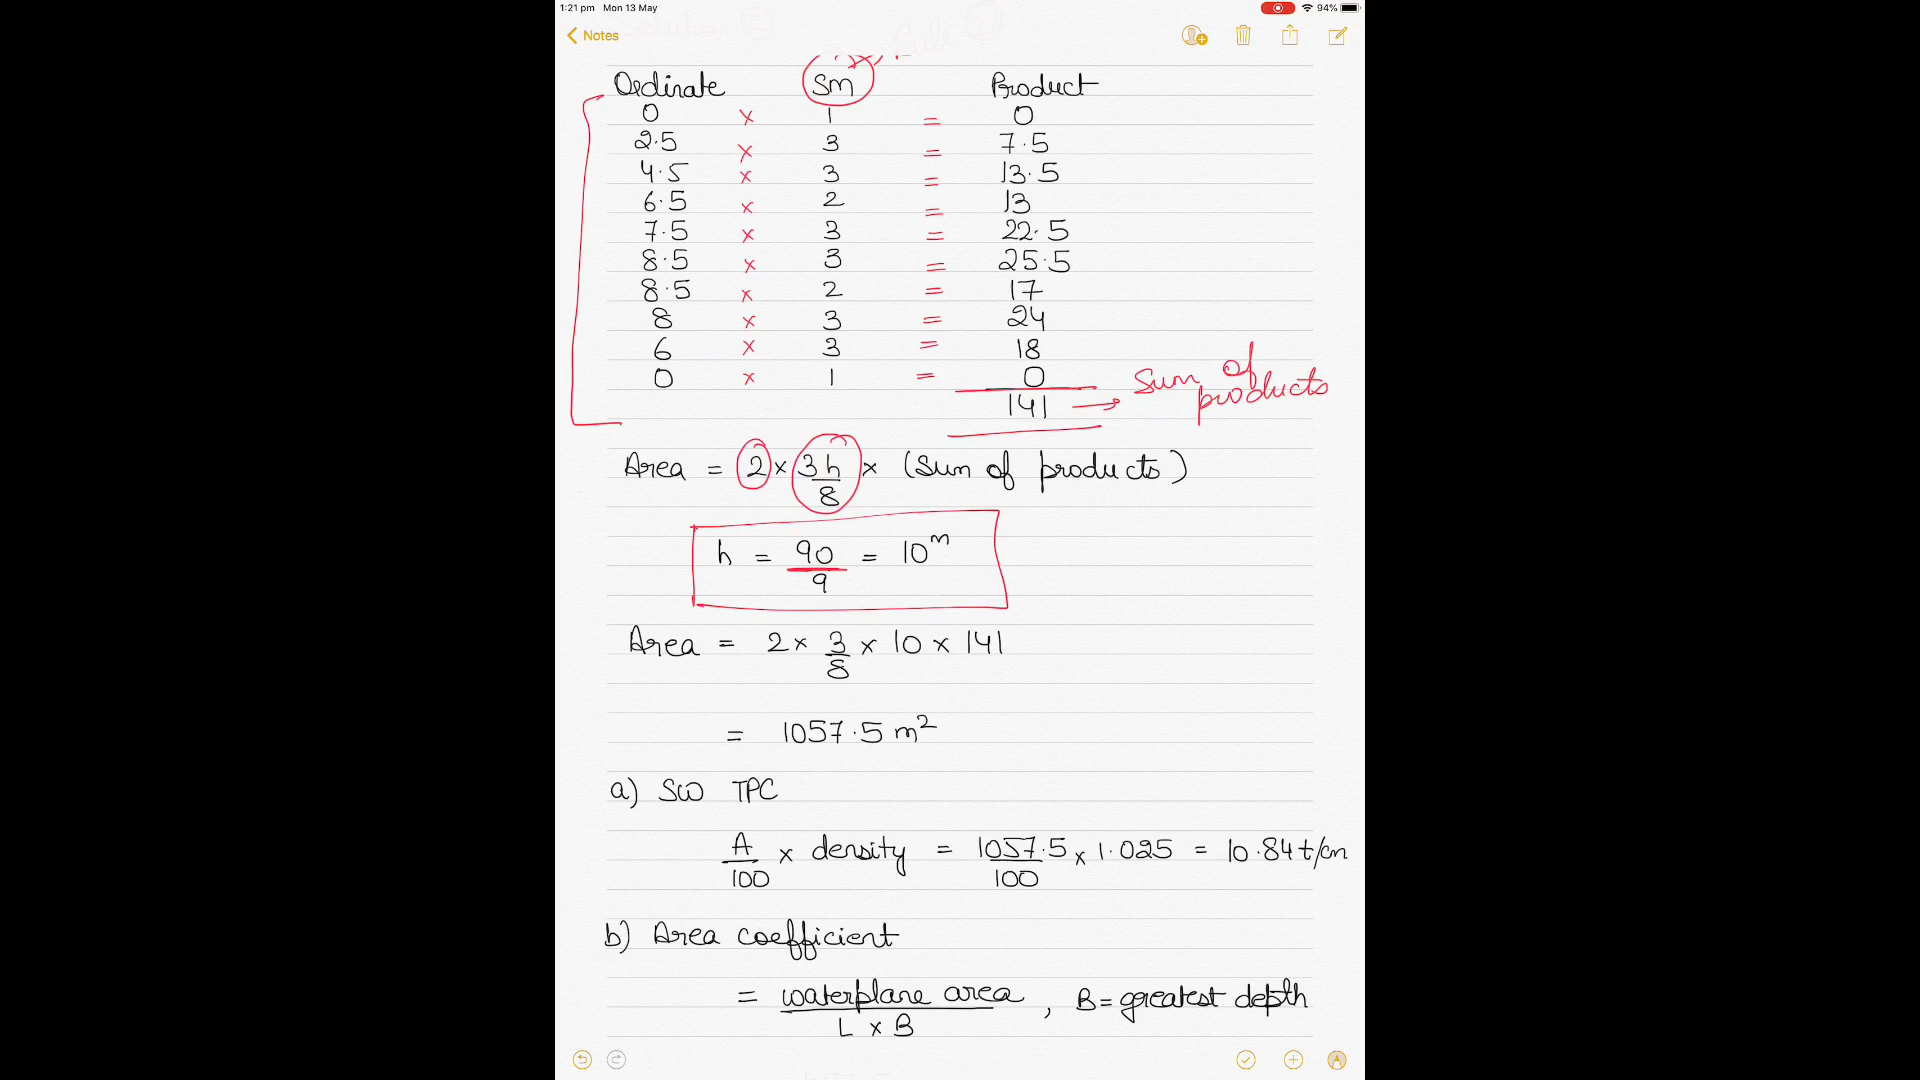 1:21 pm Mon 13 May 94%
Notes
Ordinate SM Product
0 × 1 = 0
2.5 × 3 = 7.5
4.5 × 3 = 13.5
6.5 × 2 = 13
7.5 × 3 = 22.5
8.5 × 3 = 25.5
8.5 × 2 = 17
8 × 3 = 24
6 × 3 = 18
0 × 1 = 0
141 → Sum of products
Area = 2 × 3h/8 × (Sum of products)
h = 90/9 = 10 m
Area = 2 × 3/8 × 10 × 141
= 1057.5 m²
a) SW TPC
A/100 × density = 1057.5/100 × 1.025 = 10.84 t/cm
b) Area coefficient
= waterplane area / L × B , B = greatest depth